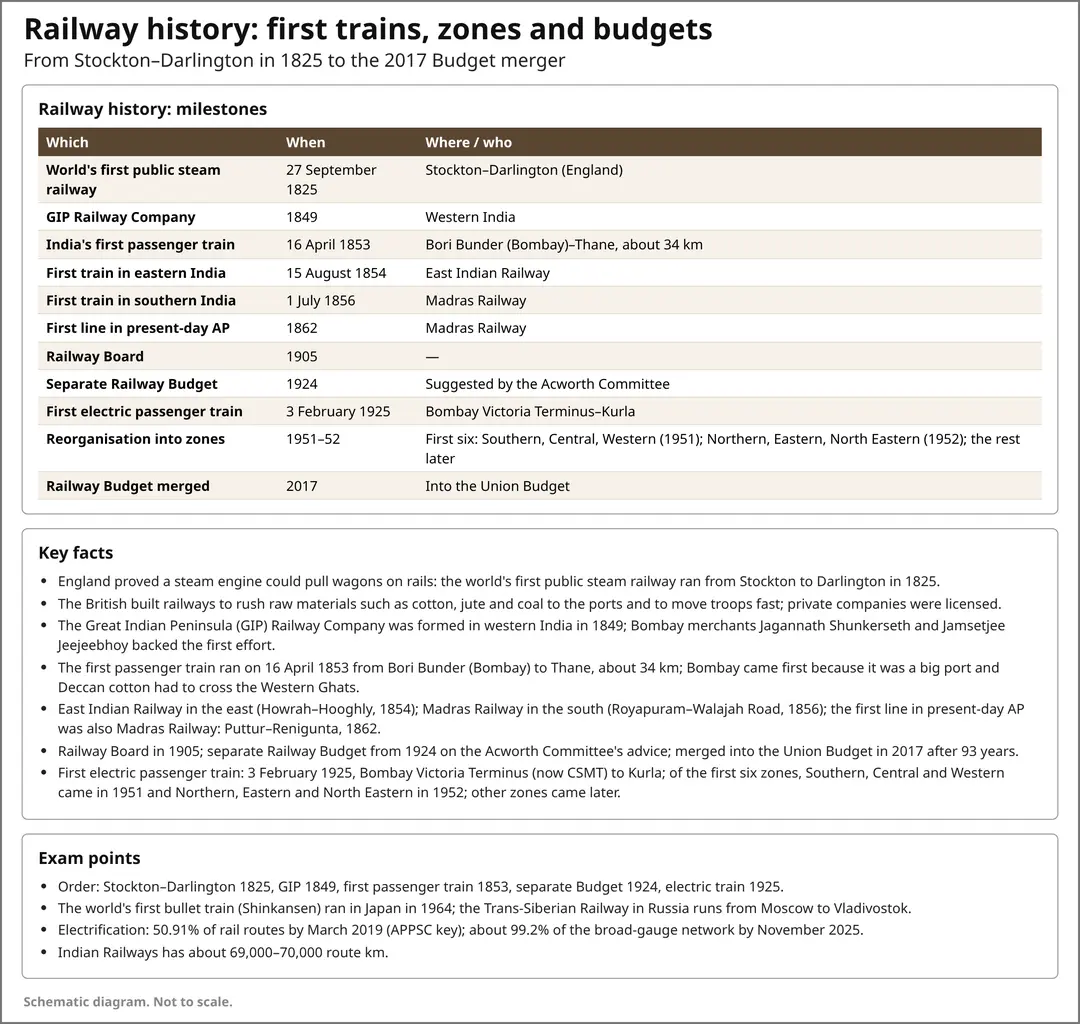 Railway history: first trains, zones and budgets
From Stockton–Darlington in 1825 to the 2017 Budget merger
Railway history: milestones
Which When Where / who
World's first public steam railway 27 September 1825 Stockton–Darlington (England)
GIP Railway Company 1849 Western India
India's first passenger train 16 April 1853 Bori Bunder (Bombay)–Thane, about 34 km
First train in eastern India 15 August 1854 East Indian Railway
First train in southern India 1 July 1856 Madras Railway
First line in present-day AP 1862 Madras Railway
Railway Board 1905 —
Separate Railway Budget 1924 Suggested by the Acworth Committee
First electric passenger train 3 February 1925 Bombay Victoria Terminus–Kurla
Reorganisation into zones 1951–52 First six: Southern, Central, Western (1951); Northern, Eastern, North Eastern (1952); the rest later
Railway Budget merged 2017 Into the Union Budget
Key facts
• England proved a steam engine could pull wagons on rails: the world's first public steam railway ran from Stockton to Darlington in 1825.
• The British built railways to rush raw materials such as cotton, jute and coal to the ports and to move troops fast; private companies were licensed.
• The Great Indian Peninsula (GIP) Railway Company was formed in western India in 1849; Bombay merchants Jagannath Shunkerseth and Jamsetjee
Jeejeebhoy backed the first effort.
• The first passenger train ran on 16 April 1853 from Bori Bunder (Bombay) to Thane, about 34 km; Bombay came first because it was a big port and
Deccan cotton had to cross the Western Ghats.
• East Indian Railway in the east (Howrah–Hooghly, 1854); Madras Railway in the south (Royapuram–Walajah Road, 1856); the first line in present-day AP
was also Madras Railway: Puttur–Renigunta, 1862.
• Railway Board in 1905; separate Railway Budget from 1924 on the Acworth Committee's advice; merged into the Union Budget in 2017 after 93 years.
• First electric passenger train: 3 February 1925, Bombay Victoria Terminus (now CSMT) to Kurla; of the first six zones, Southern, Central and Western
came in 1951 and Northern, Eastern and North Eastern in 1952; other zones came later.
Exam points
• Order: Stockton–Darlington 1825, GIP 1849, first passenger train 1853, separate Budget 1924, electric train 1925.
• The world's first bullet train (Shinkansen) ran in Japan in 1964; the Trans-Siberian Railway in Russia runs from Moscow to Vladivostok.
• Electrification: 50.91% of rail routes by March 2019 (APPSC key); about 99.2% of the broad-gauge network by November 2025.
• Indian Railways has about 69,000–70,000 route km.
Schematic diagram. Not to scale.